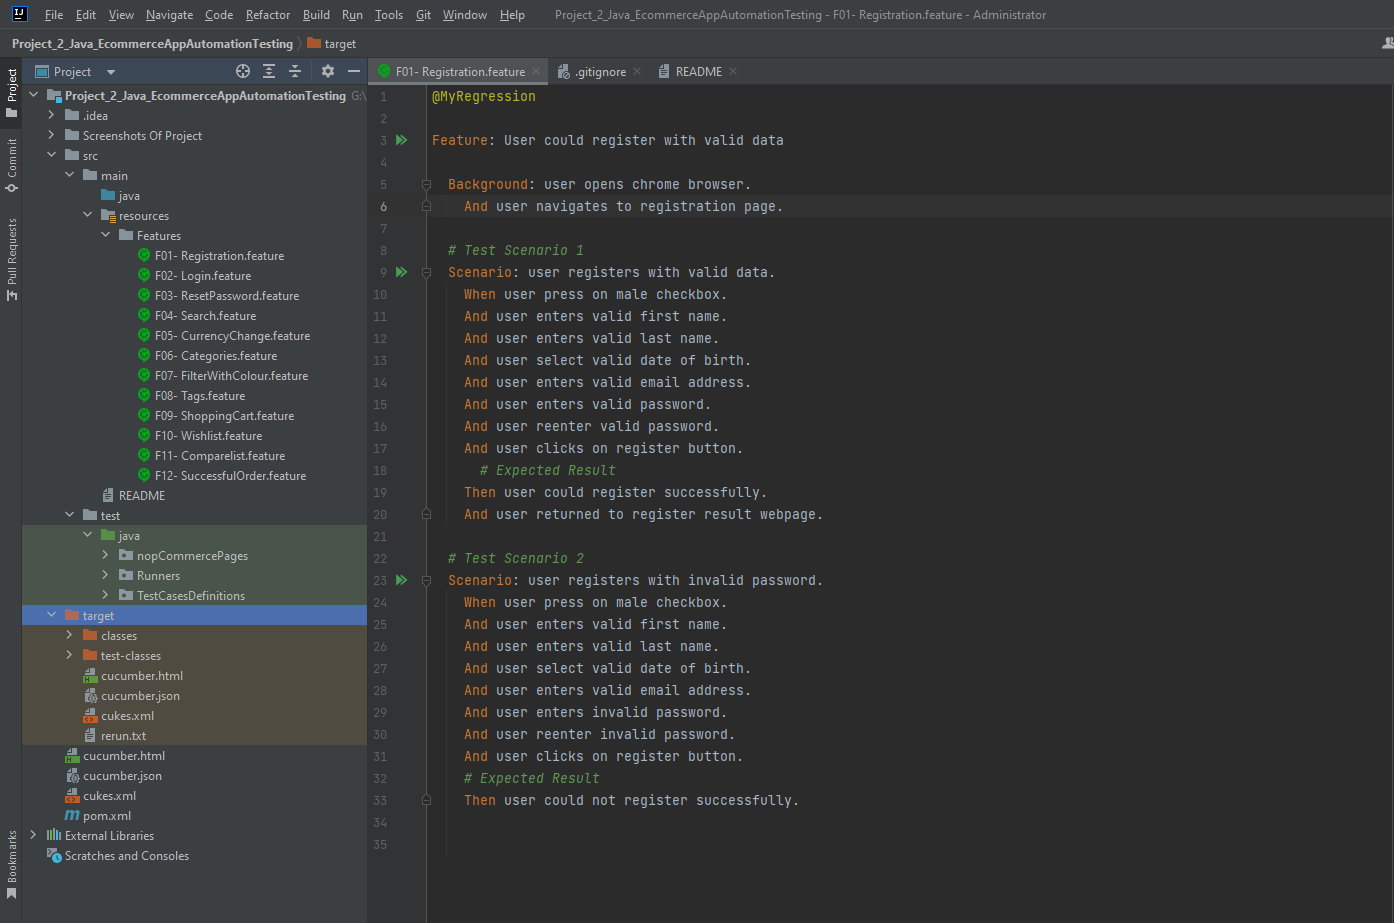 File Edit View Navigate Code Refactor Build Run Tools Git Window Help Project_2_Java_EcommerceAppAutomationTesting - F01- Registration.feature - Administrator
Project_2_Java_EcommerceAppAutomationTesting target
Project
Commit
Pull Requests
Bookmarks
Project
Project_2_Java_EcommerceAppAutomationTesting G:\
.idea
Screenshots Of Project
src
main
java
resources
Features
F01- Registration.feature
F02- Login.feature
F03- ResetPassword.feature
F04- Search.feature
F05- CurrencyChange.feature
F06- Categories.feature
F07- FilterWithColour.feature
F08- Tags.feature
F09- ShoppingCart.feature
F10- Wishlist.feature
F11- Comparelist.feature
F12- SuccessfulOrder.feature
README
test
java
nopCommercePages
Runners
TestCasesDefinitions
target
classes
test-classes
cucumber.html
cucumber.json
cukes.xml
rerun.txt
cucumber.html
cucumber.json
cukes.xml
pom.xml
External Libraries
Scratches and Consoles
F01- Registration.feature .gitignore README
1 @MyRegression
2
3 Feature: User could register with valid data
4
5 Background: user opens chrome browser.
6 And user navigates to registration page.
7
8 # Test Scenario 1
9 Scenario: user registers with valid data.
10 When user press on male checkbox.
11 And user enters valid first name.
12 And user enters valid last name.
13 And user select valid date of birth.
14 And user enters valid email address.
15 And user enters valid password.
16 And user reenter valid password.
17 And user clicks on register button.
18 # Expected Result
19 Then user could register successfully.
20 And user returned to register result webpage.
21
22 # Test Scenario 2
23 Scenario: user registers with invalid password.
24 When user press on male checkbox.
25 And user enters valid first name.
26 And user enters valid last name.
27 And user select valid date of birth.
28 And user enters valid email address.
29 And user enters invalid password.
30 And user reenter invalid password.
31 And user clicks on register button.
32 # Expected Result
33 Then user could not register successfully.
34
35